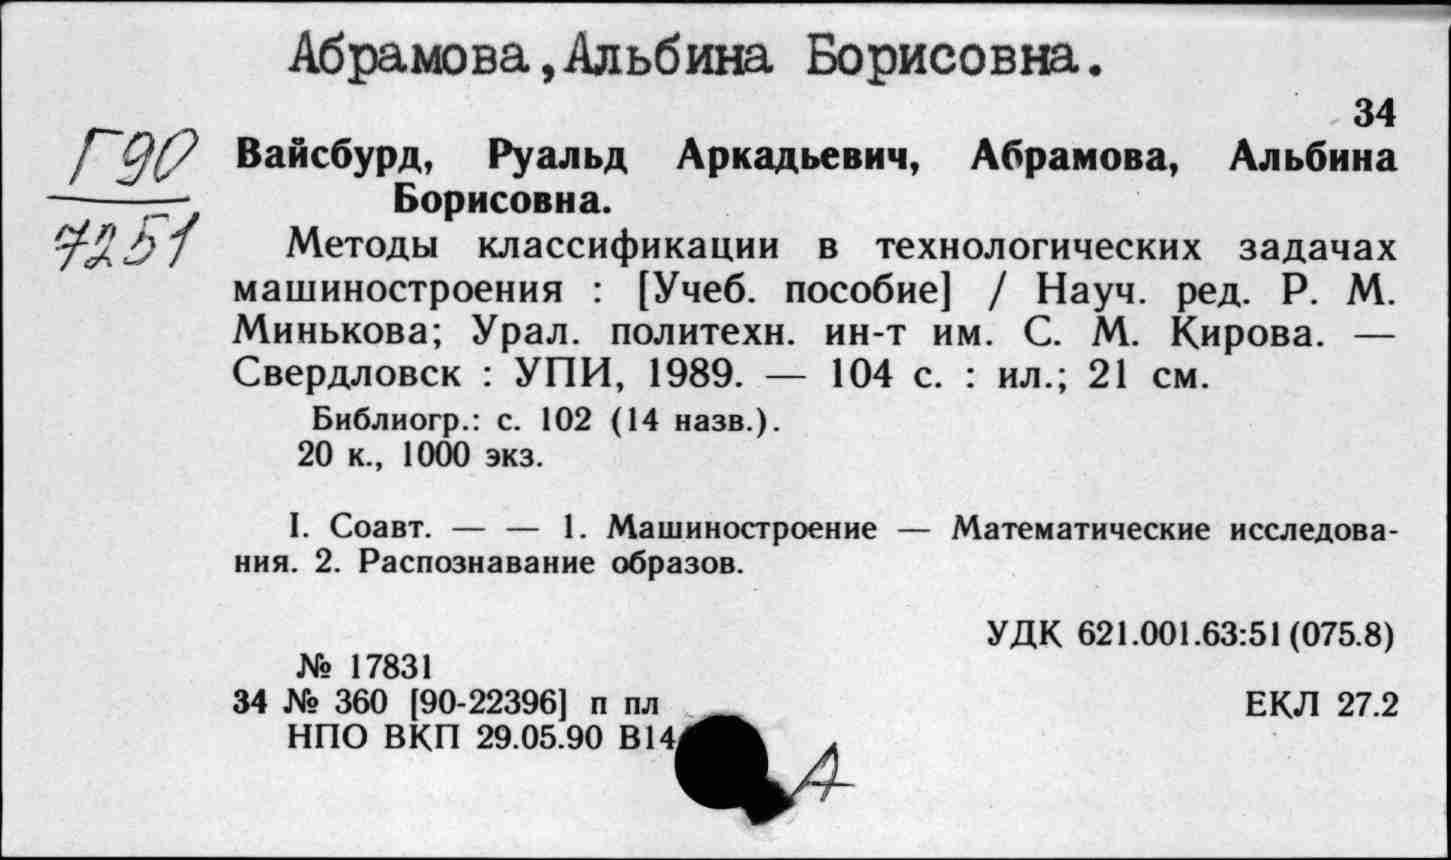 Абрамова,Альбина Борисовна.
34
Г90
7251
Вайсбурд, Руальд Аркадьевич, Абрамова, Альбина
Борисовна.
Методы классификации в технологических задачах
машиностроения : [Учеб. пособие] / Науч. ред. Р. М.
Минькова; Урал. политехн. ин-т им. С. М. Кирова. —
Свердловск : УПИ, 1989. — 104 с. : ил.; 21 см.
Библиогр.: с. 102 (14 назв.).
20 к., 1000 экз.
I. Соавт. — — 1. Машиностроение — Математические исследова-
ния. 2. Распознавание образов.
УДК 621.001.63:51(075.8)
№ 17831
34 № 360 [90-22396] п пл
ЕКЛ 27.2
НПО ВКП 29.05.90 В14
А